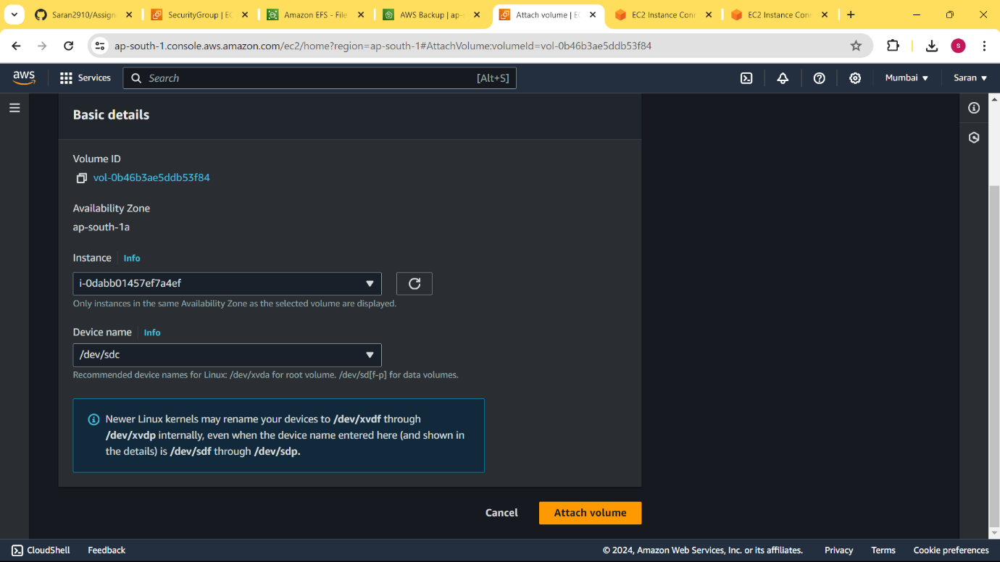 Saran2910/Assign
SecurityGroup | EC
Amazon EFS - File
AWS Backup | ap-
Attach volume | EC
EC2 Instance Conn
EC2 Instance Conn
ap-south-1.console.aws.amazon.com/ec2/home?region=ap-south-1#AttachVolume:volumeId=vol-0b46b3ae5ddb53f84
S
aws
Services
Search
[Alt+S]
Mumbai
Saran
Basic details
Volume ID
vol-0b46b3ae5ddb53f84
Availability Zone
ap-south-1a
Instance Info
i-0dabb01457ef7a4ef
Only instances in the same Availability Zone as the selected volume are displayed.
Device name Info
/dev/sdc
Recommended device names for Linux: /dev/xvda for root volume. /dev/sd[f-p] for data volumes.
Newer Linux kernels may rename your devices to /dev/xvdf through
/dev/xvdp internally, even when the device name entered here (and shown in
the details) is /dev/sdf through /dev/sdp.
Cancel
Attach volume
CloudShell
Feedback
© 2024, Amazon Web Services, Inc. or its affiliates.
Privacy
Terms
Cookie preferences